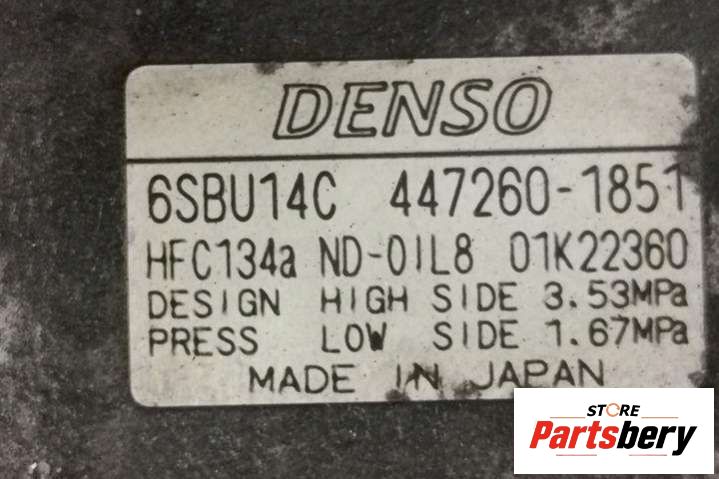 DENSO
6SBU14C 447260-1851
HFC134a ND-OIL8 01K22360
DESIGN HIGH SIDE 3.53MPa
PRESS LOW SIDE 1.67MPa
MADE IN JAPAN
STORE
Partsbery